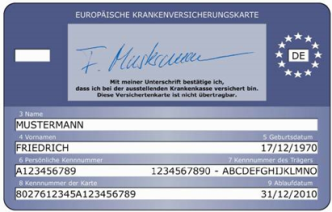 EUROPÄISCHE KRANKENVERSICHERUNGSKARTE
F. Mustermann
DE
Mit meiner Unterschrift bestätige ich,
dass ich bei der ausstellenden Krankenkasse versichert bin.
Diese Versichertenkarte ist nicht übertragbar.
3 Name
MUSTERMANN
4 Vornamen 5 Geburtsdatum
FRIEDRICH 17/12/1970
6 Persönliche Kennnummer 7 Kennnummer des Trägers
A123456789 1234567890 - ABCDEFGHIJKLMNO
8 Kennnummer der Karte 9 Ablaufdatum
8027612345A123456789 31/12/2010